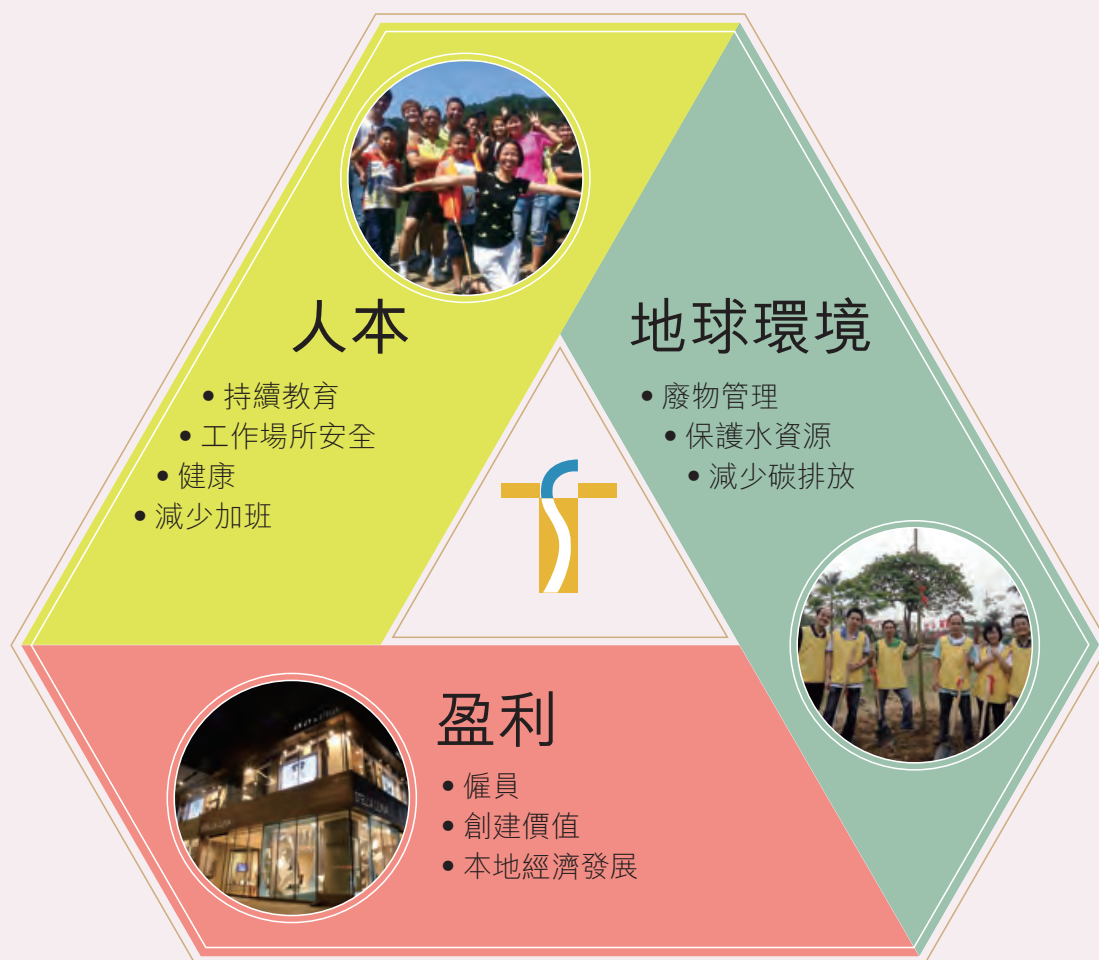 人本
• 持續教育
• 工作場所安全
• 健康
• 減少加班
地球環境
• 廢物管理
• 保護水資源
• 減少碳排放
盈利
• 僱員
• 創建價值
• 本地經濟發展